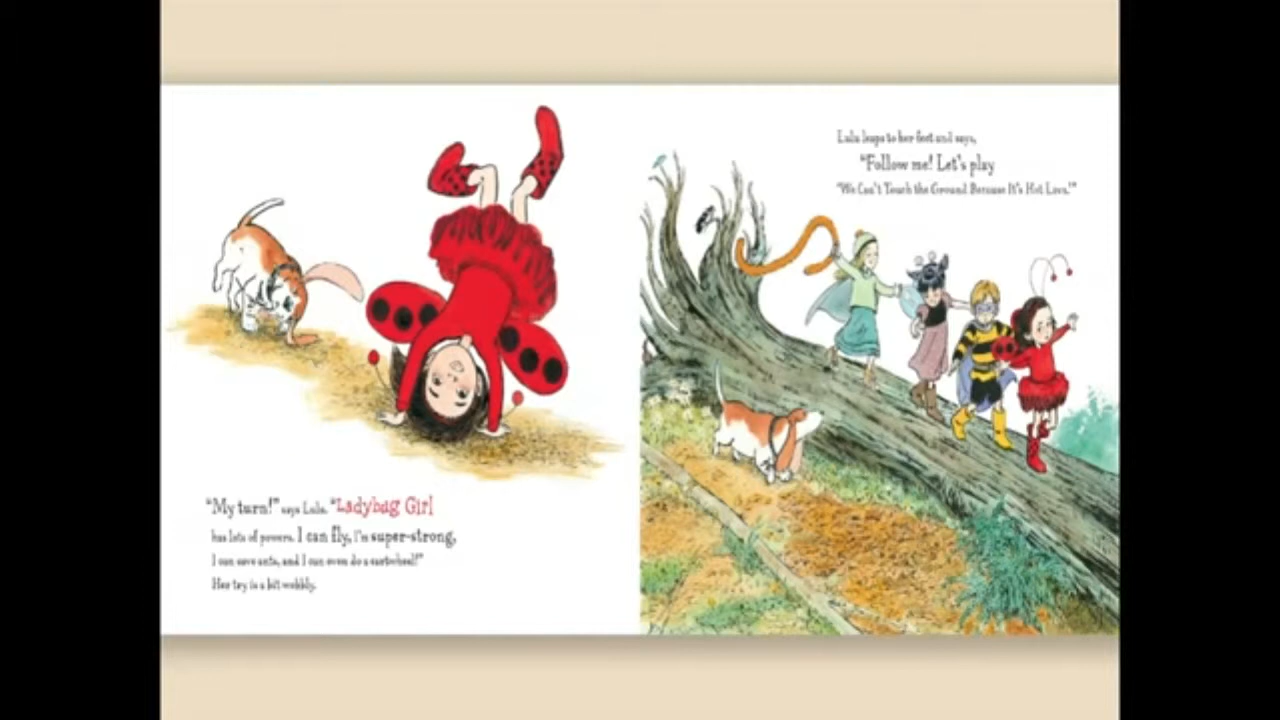 "My turn!" says Lulu. "Ladybug Girl
has lots of powers. I can fly, I'm super-strong,
I can save ants, and I can even do a cartwheel!"
Her try is a bit wobbly.
Lulu leaps to her feet and says,
"Follow me! Let's play
'We Can't Touch the Ground Because It's Hot Lava.'"